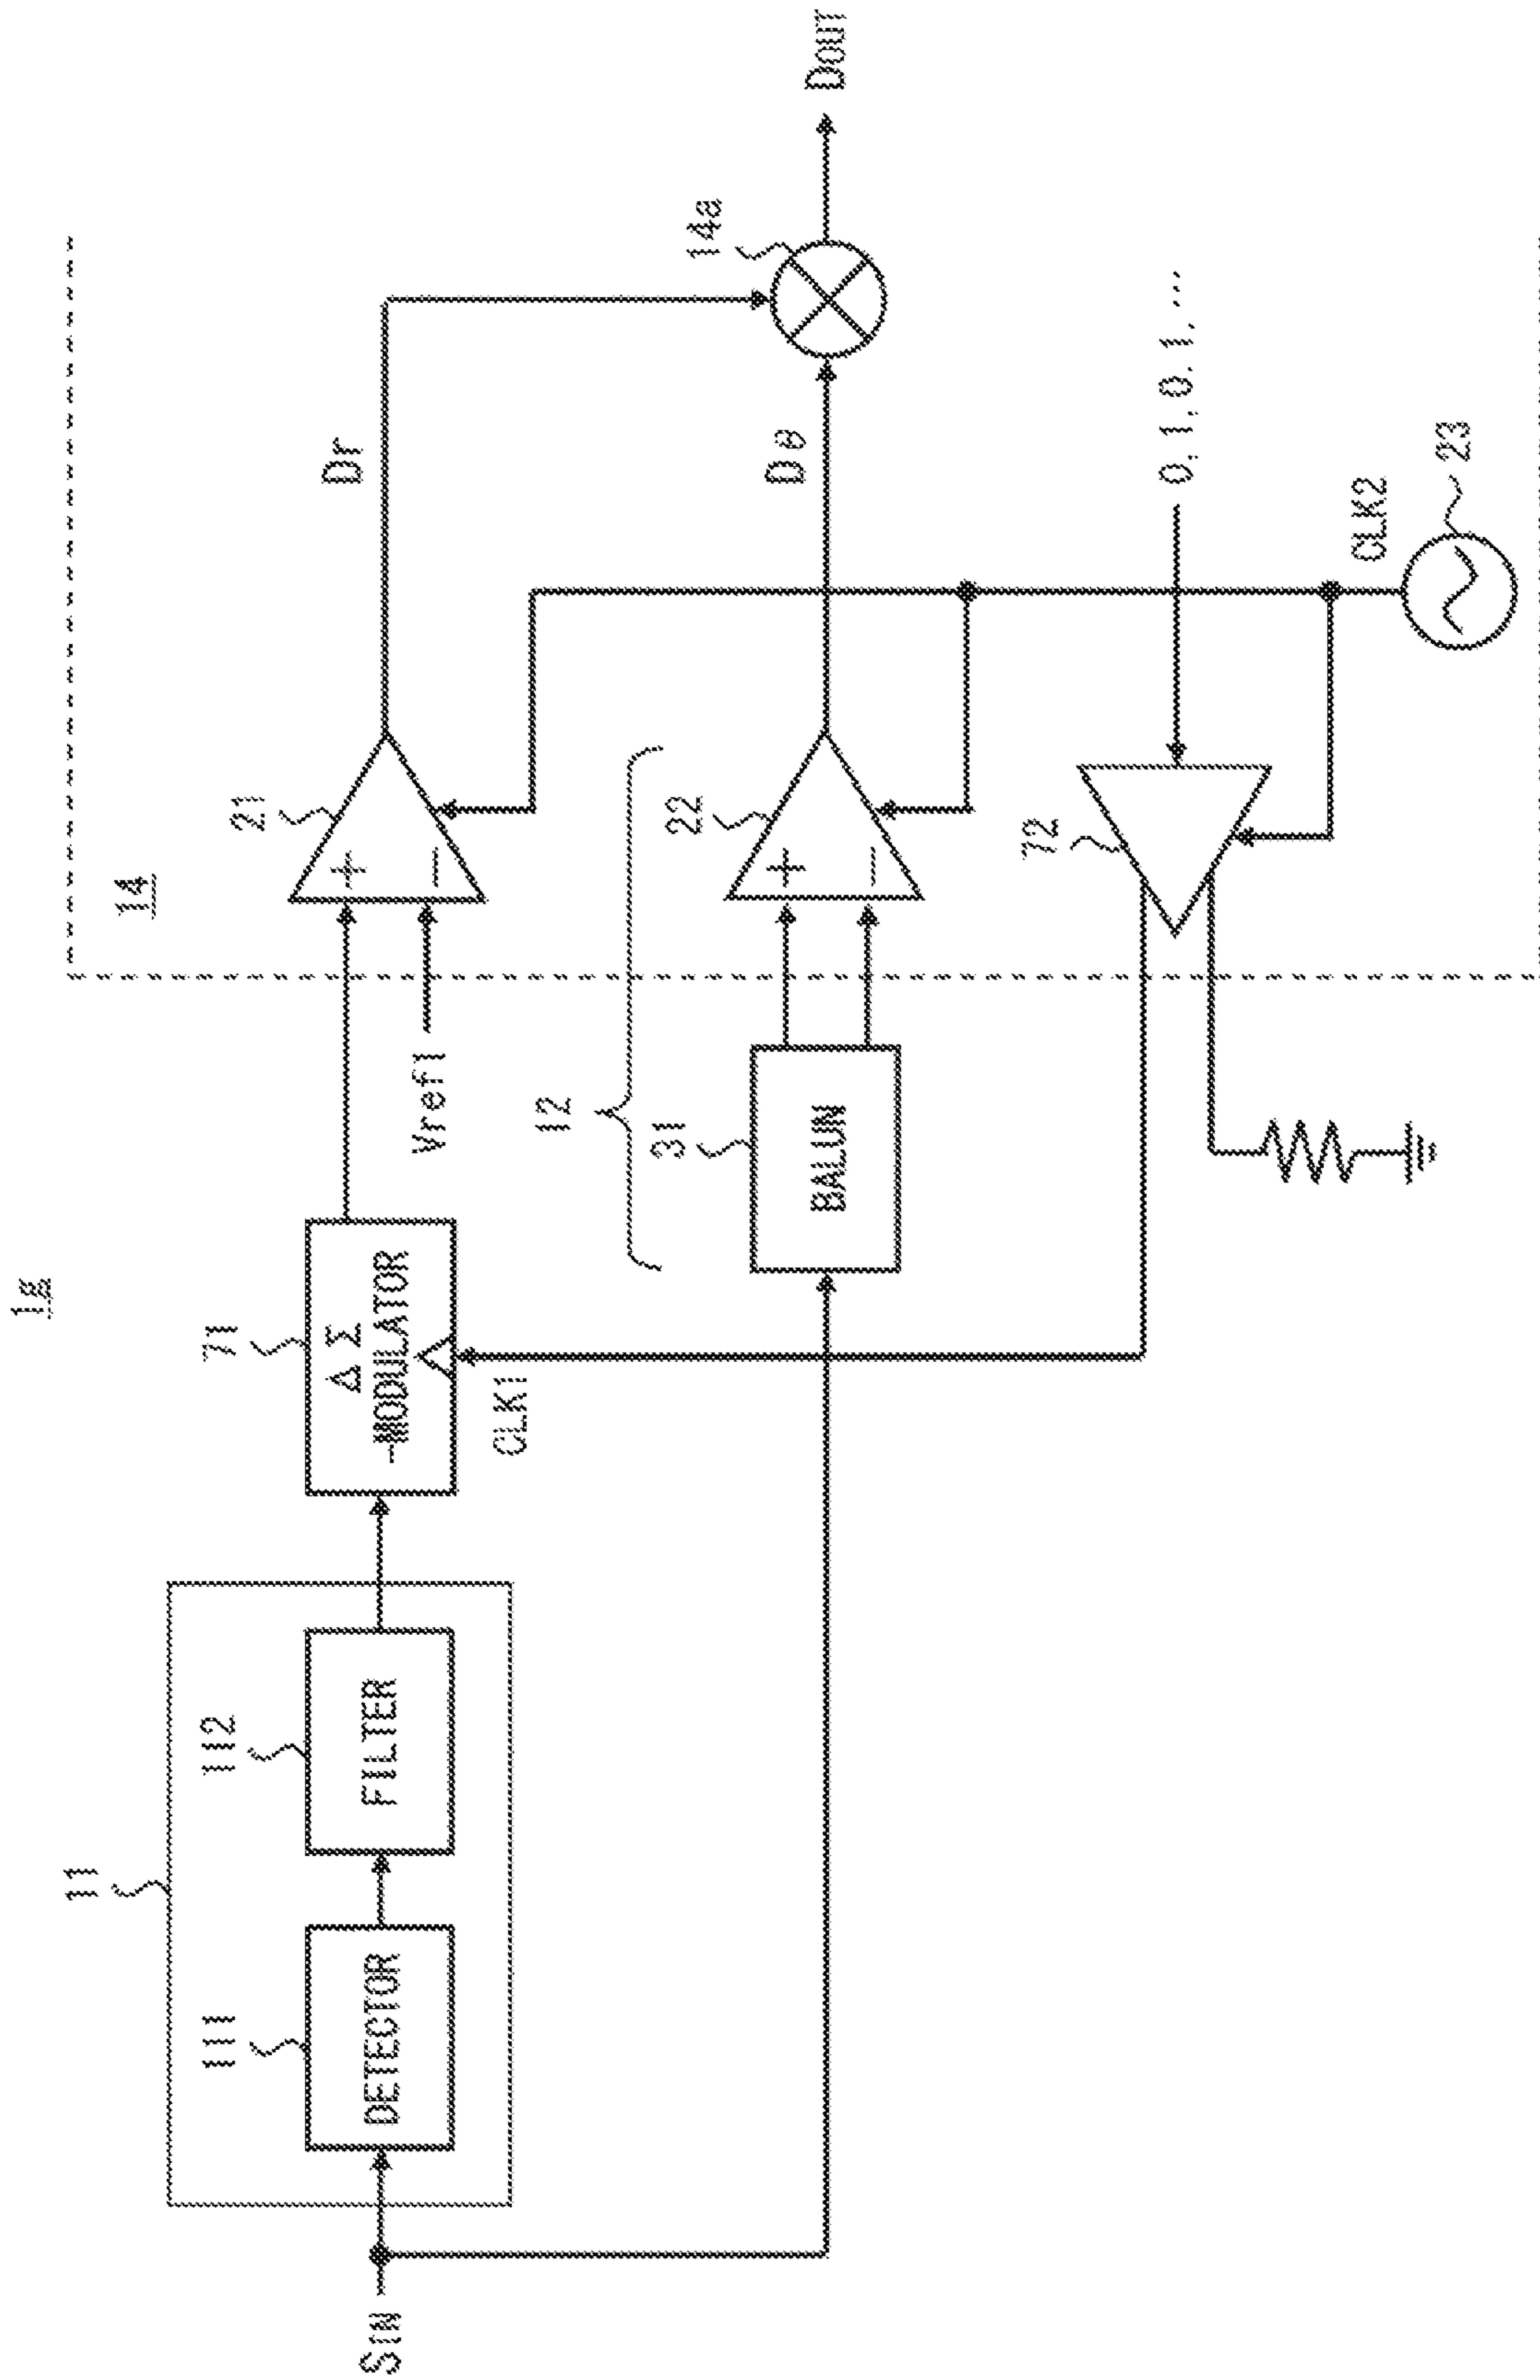 1g
14
11
111
DETECTOR
112
FILTER
71
ΔΣ
-MODULATOR
CLK1
Vref1
21
+
−
Dr
SIN
12
31
BALUN
22
+
−
Dθ
14a
DOUT
72
0, 1, 0, 1, ...
CLK2
23